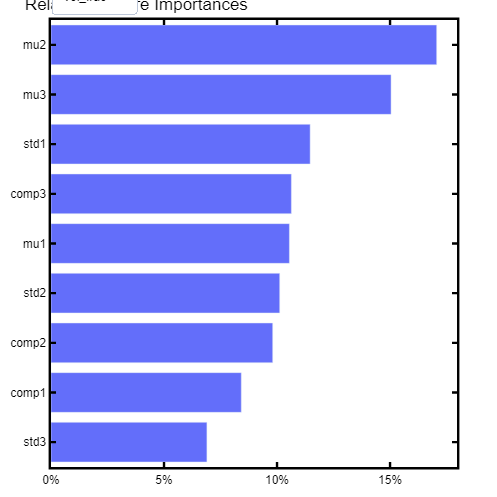 Rela re Importances
mu2
mu3
std1
comp3
mu1
std2
comp2
comp1
std3
0% 5% 10% 15%